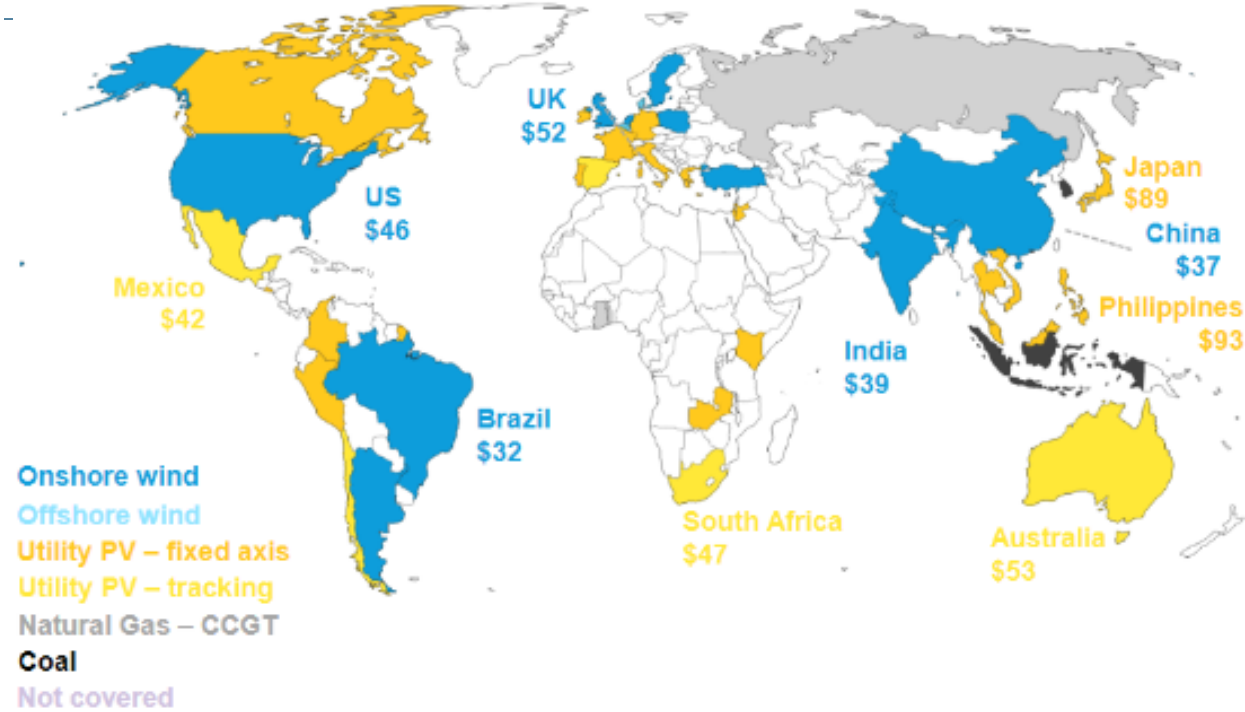 UK
$52
US
$46
Japan
$89
China
$37
Mexico
$42
Philippines
$93
India
$39
Brazil
$32
South Africa
$47
Australia
$53
Onshore wind
Offshore wind
Utility PV – fixed axis
Utility PV – tracking
Natural Gas – CCGT
Coal
Not covered